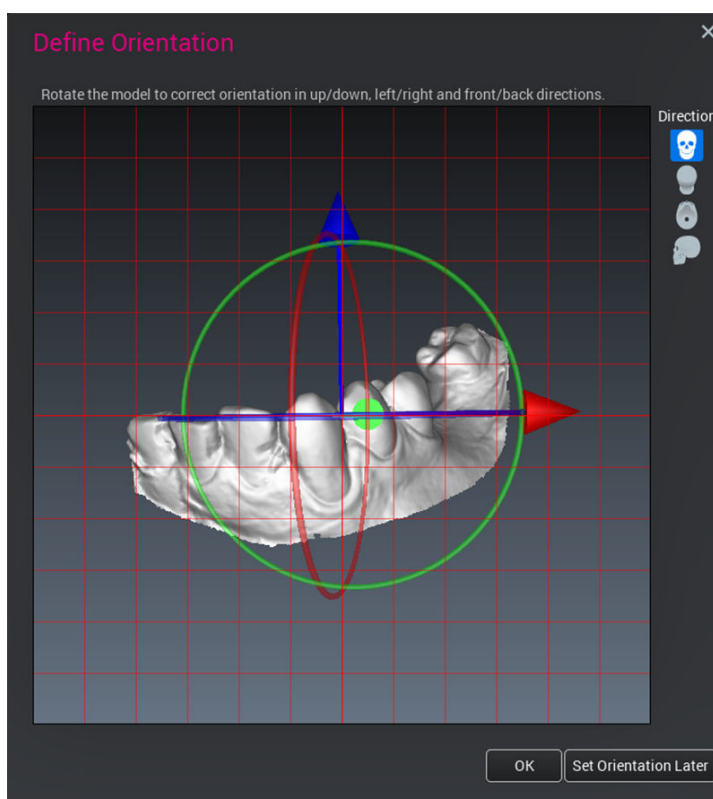 Define Orientation
Rotate the model to correct orientation in up/down, left/right and front/back directions.
Direction
OK
Set Orientation Later